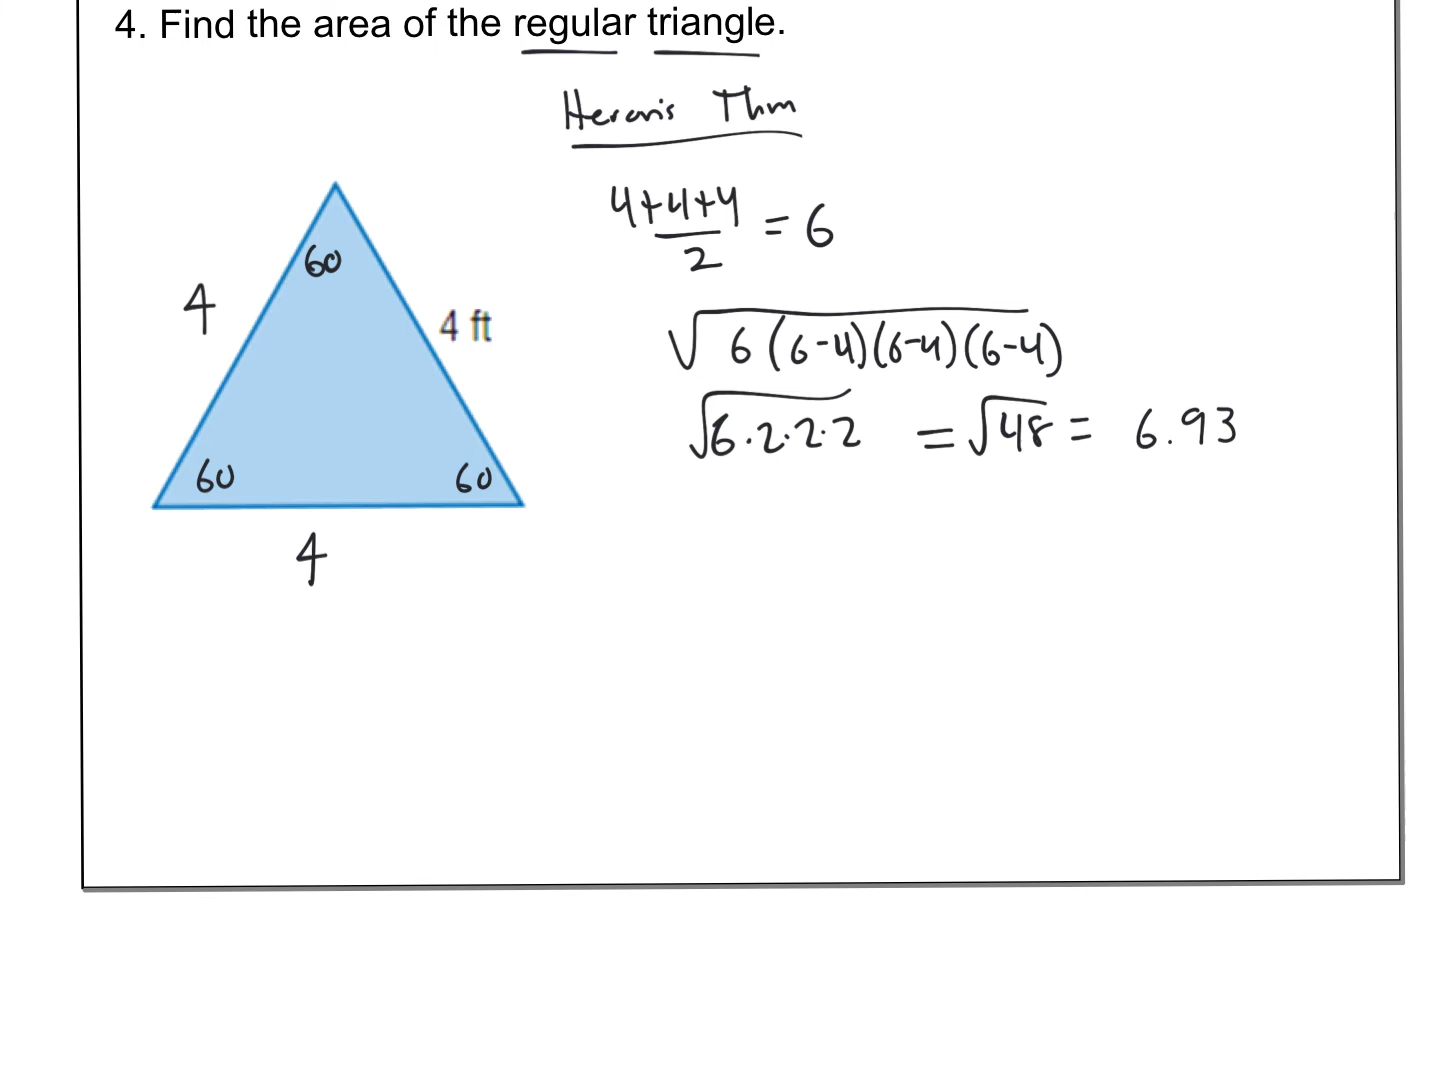 4. Find the area of the regular triangle.
Heron's Thm
4+4+4/2 = 6
60
4
4 ft
√6(6-4)(6-4)(6-4)
√6·2·2·2 = √48 = 6.93
60 60
4